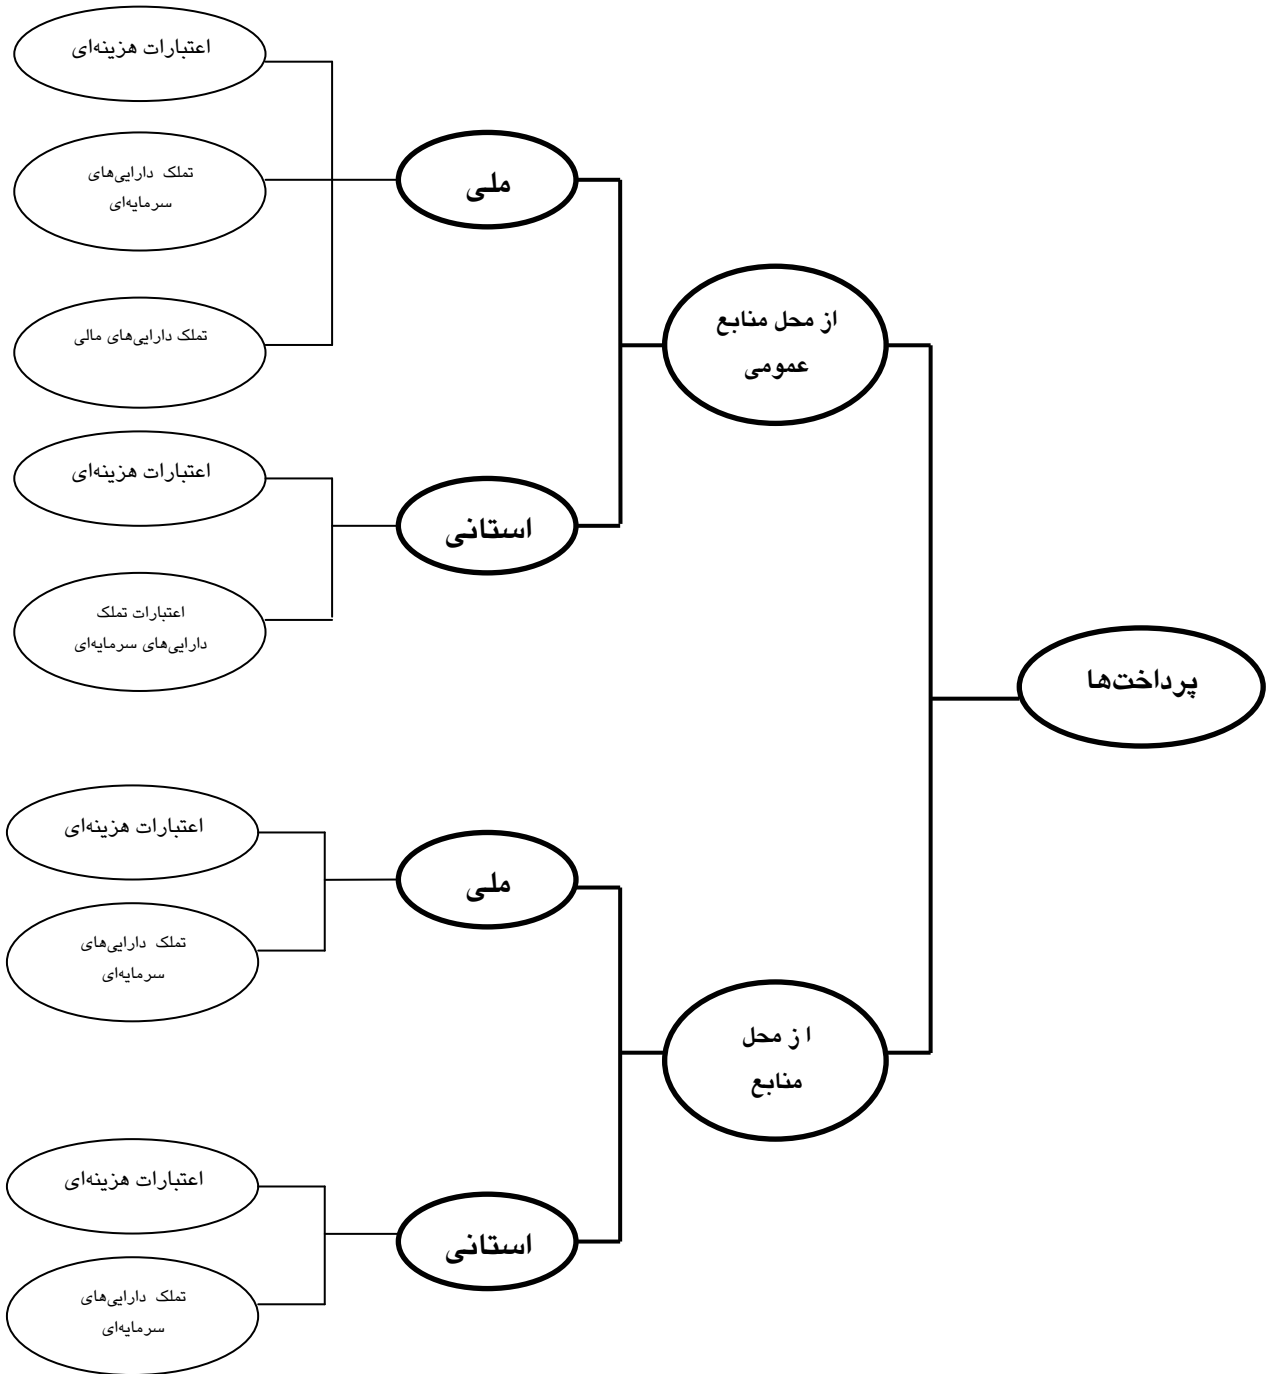 پرداخت‌ها
از محل منابع
عمومی
ملی
اعتبارات هزینه‌ای
تملک دارایی‌های
سرمایه‌ای
تملک دارایی‌های مالی
استانی
اعتبارات هزینه‌ای
اعتبارات تملک
دارایی‌های سرمایه‌ای
از محل
منابع
ملی
اعتبارات هزینه‌ای
تملک دارایی‌های
سرمایه‌ای
استانی
اعتبارات هزینه‌ای
تملک دارایی‌های
سرمایه‌ای